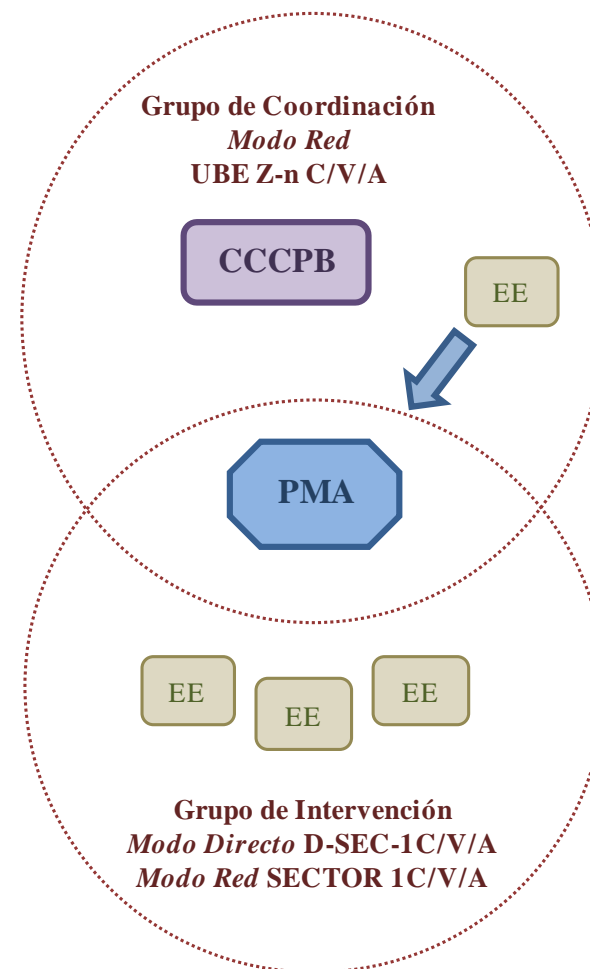 Grupo de Coordinación
Modo Red
UBE Z-n C/V/A
CCCPB
EE
PMA
EE
EE
EE
Grupo de Intervención
Modo Directo D-SEC-1C/V/A
Modo Red SECTOR 1C/V/A